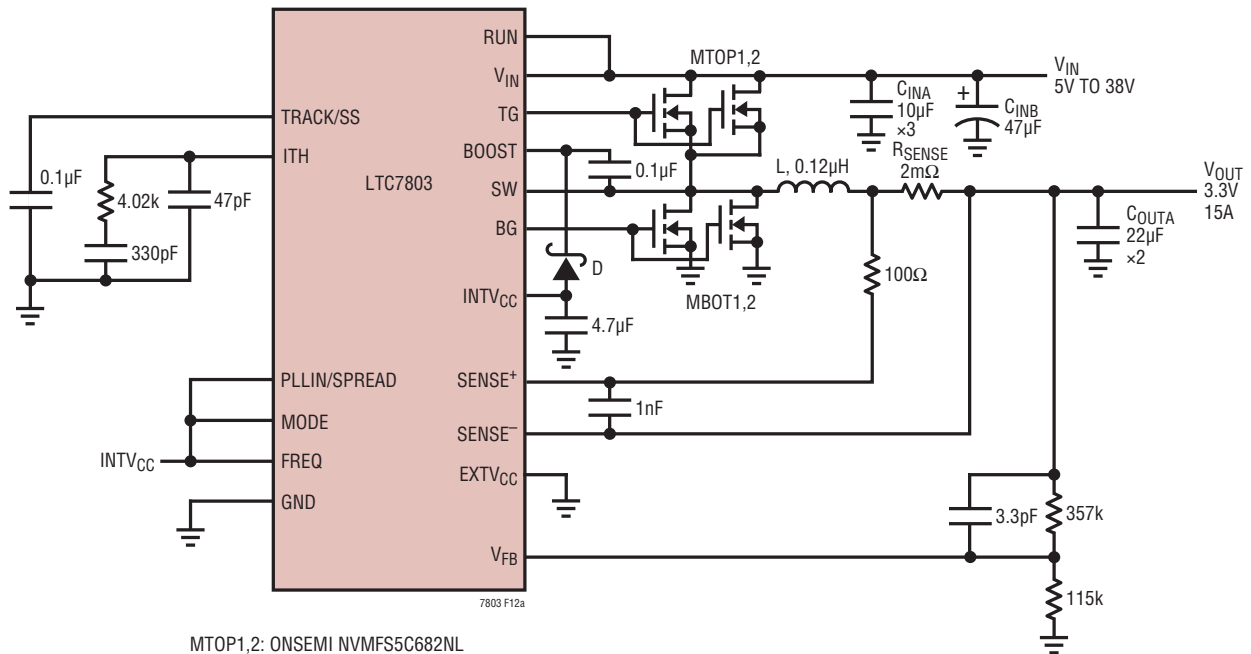 RUN
MTOP1,2
V_IN
V_IN
5V TO 38V
C_INA
10µF
×3
+
C_INB
47µF
TG
TRACK/SS
BOOST
0.1µF
R_SENSE
2mΩ
ITH
LTC7803
0.1µF
4.02k
47pF
SW
L, 0.12µH
V_OUT
3.3V
15A
BG
C_OUTA
22µF
×2
330pF
D
100Ω
INTV_CC
MBOT1,2
4.7µF
PLLIN/SPREAD
SENSE+
1nF
MODE
SENSE–
INTV_CC
FREQ
EXTV_CC
GND
3.3pF
357k
V_FB
115k
7803 F12a
MTOP1,2: ONSEMI NVMFS5C682NL